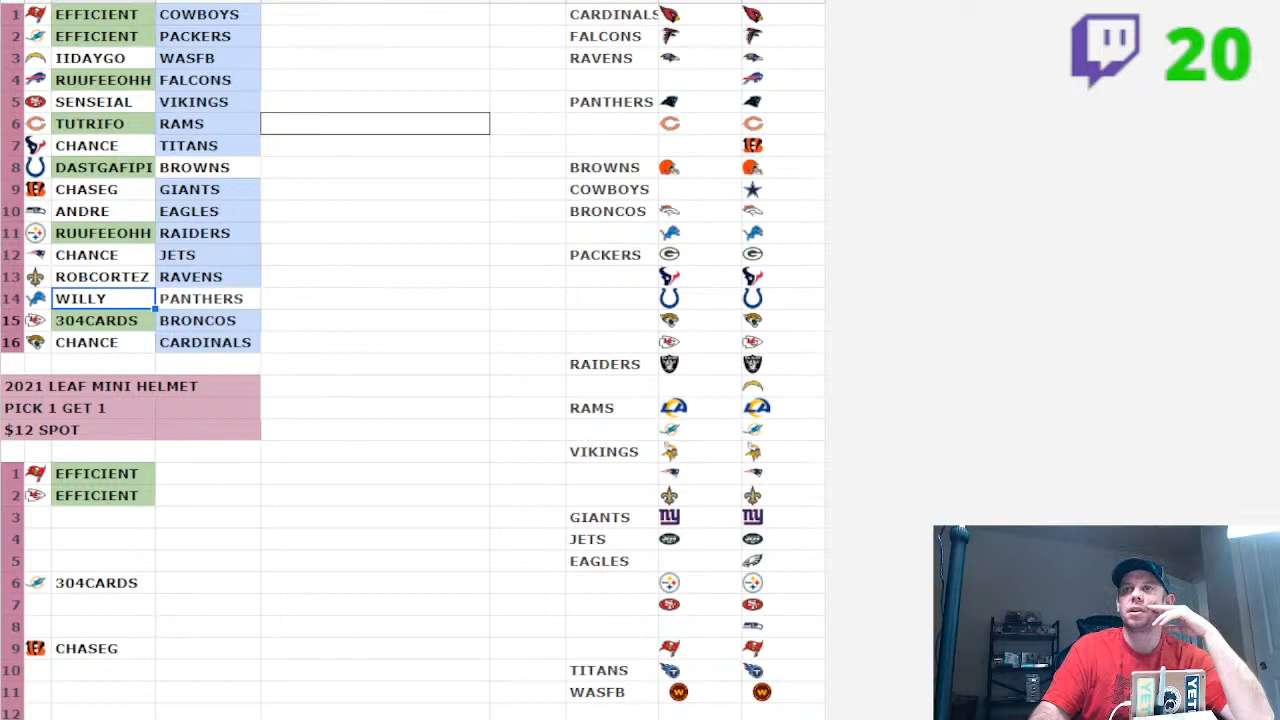 1 EFFICIENT COWBOYS
2 EFFICIENT PACKERS
3 IIDAYGO WASFB
4 RUUFEEOHH FALCONS
5 SENSEIAL VIKINGS
6 TUTRIFO RAMS
7 CHANCE TITANS
8 DASTGAFIPI BROWNS
9 CHASEG GIANTS
10 ANDRE EAGLES
11 RUUFEEOHH RAIDERS
12 CHANCE JETS
13 ROBCORTEZ RAVENS
14 WILLY PANTHERS
15 304CARDS BRONCOS
16 CHANCE CARDINALS
2021 LEAF MINI HELMET
PICK 1 GET 1
$12 SPOT
1 EFFICIENT
2 EFFICIENT
3
4
5
6 304CARDS
7
8
9 CHASEG
10
11
12
CARDINALS
FALCONS
RAVENS
PANTHERS
BROWNS
COWBOYS
BRONCOS
PACKERS
RAIDERS
RAMS
VIKINGS
GIANTS
JETS
EAGLES
TITANS
WASFB
20
YETI